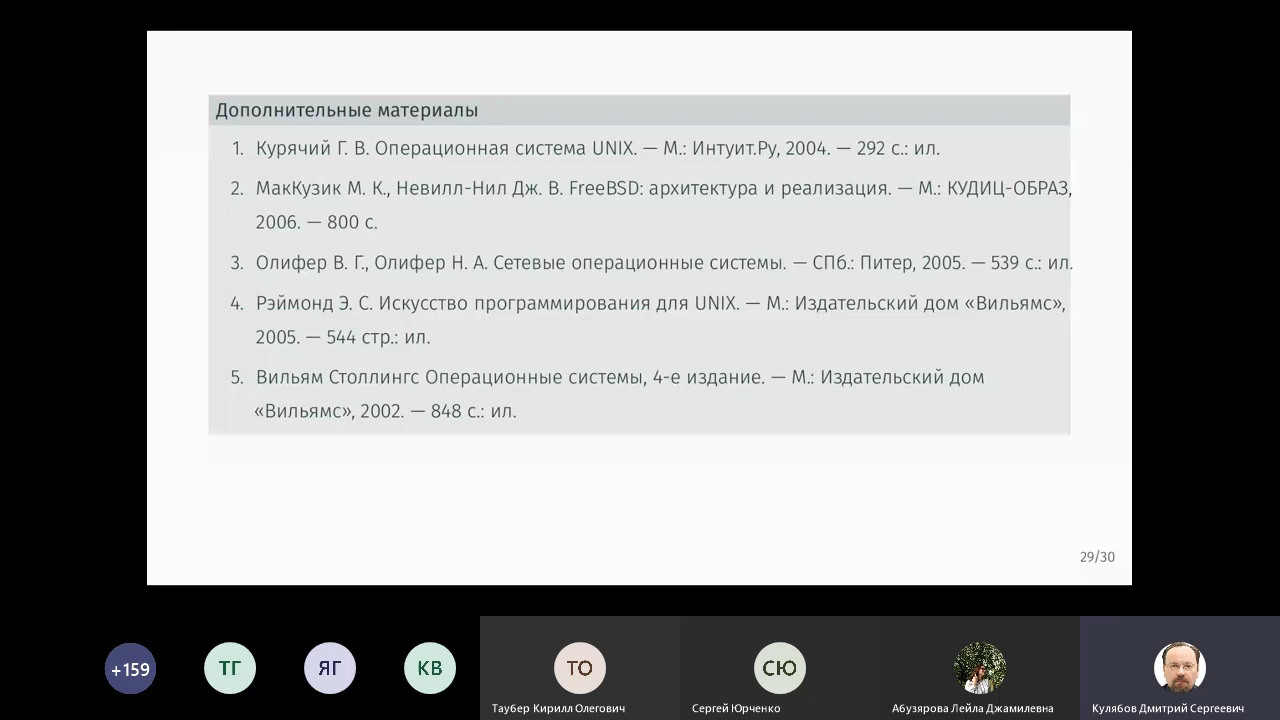 Дополнительные материалы
1. Курячий Г. В. Операционная система UNIX. — М.: Интуит.Ру, 2004. — 292 с.: ил.
2. МакКузик М. К., Невилл-Нил Дж. В. FreeBSD: архитектура и реализация. — М.: КУДИЦ-ОБРАЗ,
2006. — 800 с.
3. Олифер В. Г., Олифер Н. А. Сетевые операционные системы. — СПб.: Питер, 2005. — 539 с.: ил.
4. Рэймонд Э. С. Искусство программирования для UNIX. — М.: Издательский дом «Вильямс»,
2005. — 544 стр.: ил.
5. Вильям Столлингс Операционные системы, 4-е издание. — М.: Издательский дом
«Вильямс», 2002. — 848 с.: ил.
29/30
+159 ТГ ЯГ КВ ТО СЮ
Таубер Кирилл Олегович Сергей Юрченко Абузярова Лейла Джамилевна Кулябов Дмитрий Сергеевич